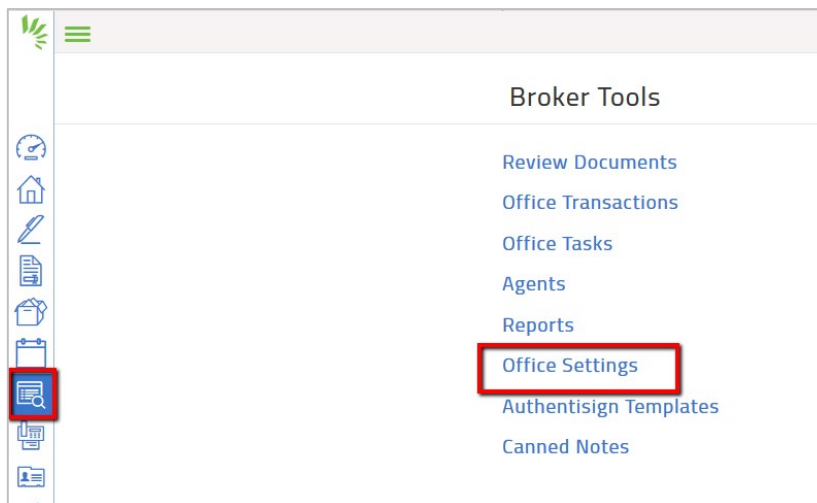 Broker Tools
Review Documents
Office Transactions
Office Tasks
Agents
Reports
Office Settings
Authentisign Templates
Canned Notes